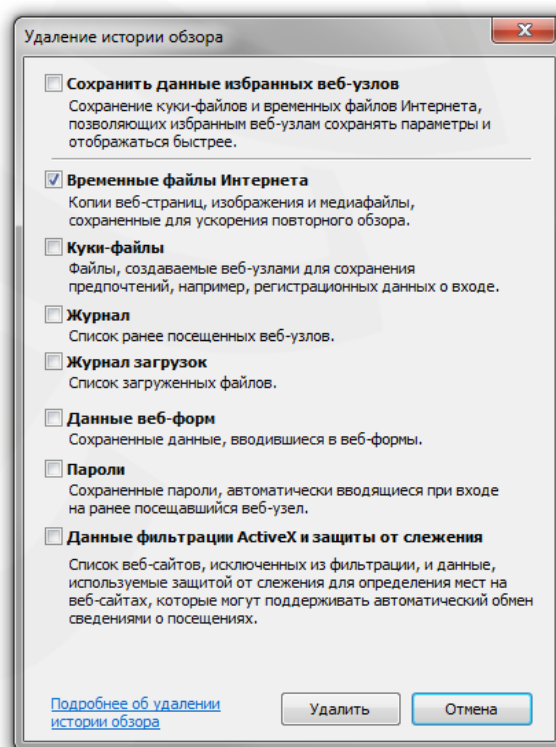 Удаление истории обзора
Сохранить данные избранных веб-узлов
Сохранение куки-файлов и временных файлов Интернета,
позволяющих избранным веб-узлам сохранять параметры и
отображаться быстрее.
Временные файлы Интернета
Копии веб-страниц, изображения и медиафайлы,
сохраненные для ускорения повторного обзора.
Куки-файлы
Файлы, создаваемые веб-узлами для сохранения
предпочтений, например, регистрационных данных о входе.
Журнал
Список ранее посещенных веб-узлов.
Журнал загрузок
Список загруженных файлов.
Данные веб-форм
Сохраненные данные, вводившиеся в веб-формы.
Пароли
Сохраненные пароли, автоматически вводящиеся при входе
на ранее посещавшийся веб-узел.
Данные фильтрации ActiveX и защиты от слежения
Список веб-сайтов, исключенных из фильтрации, и данные,
используемые защитой от слежения для определения мест на
веб-сайтах, которые могут поддерживать автоматический обмен
сведениями о посещениях.
Подробнее об удалении
истории обзора
Удалить
Отмена